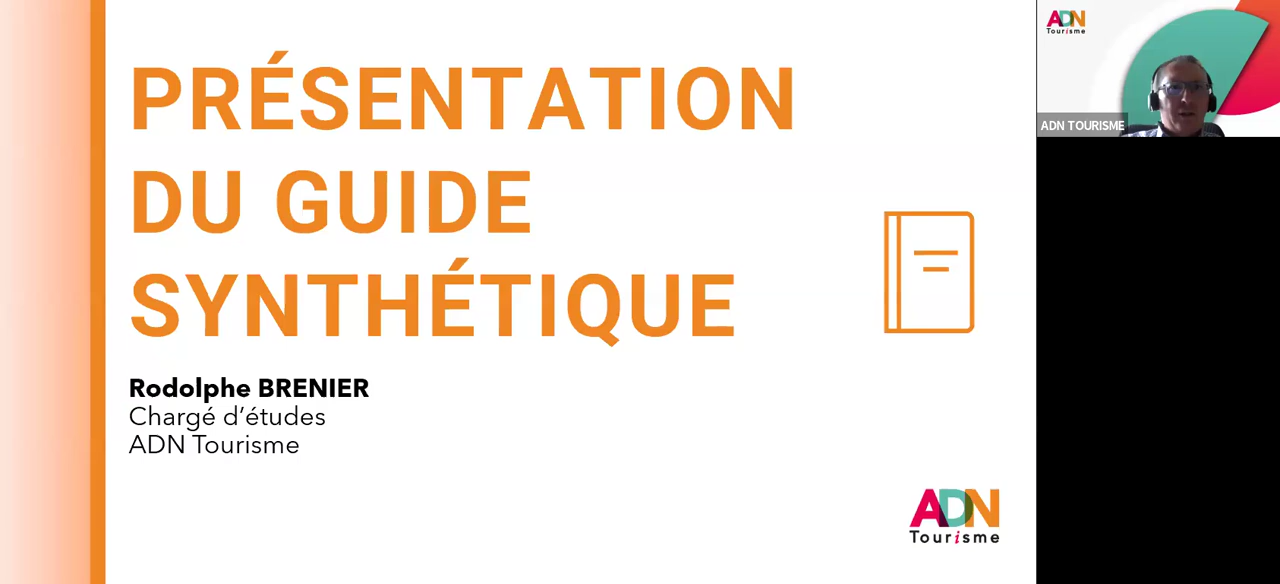 PRÉSENTATION
DU GUIDE
SYNTHÉTIQUE
Rodolphe BRENIER
Chargé d’études
ADN Tourisme
ADN
Tourisme
ADN
Tourisme
ADN TOURISME